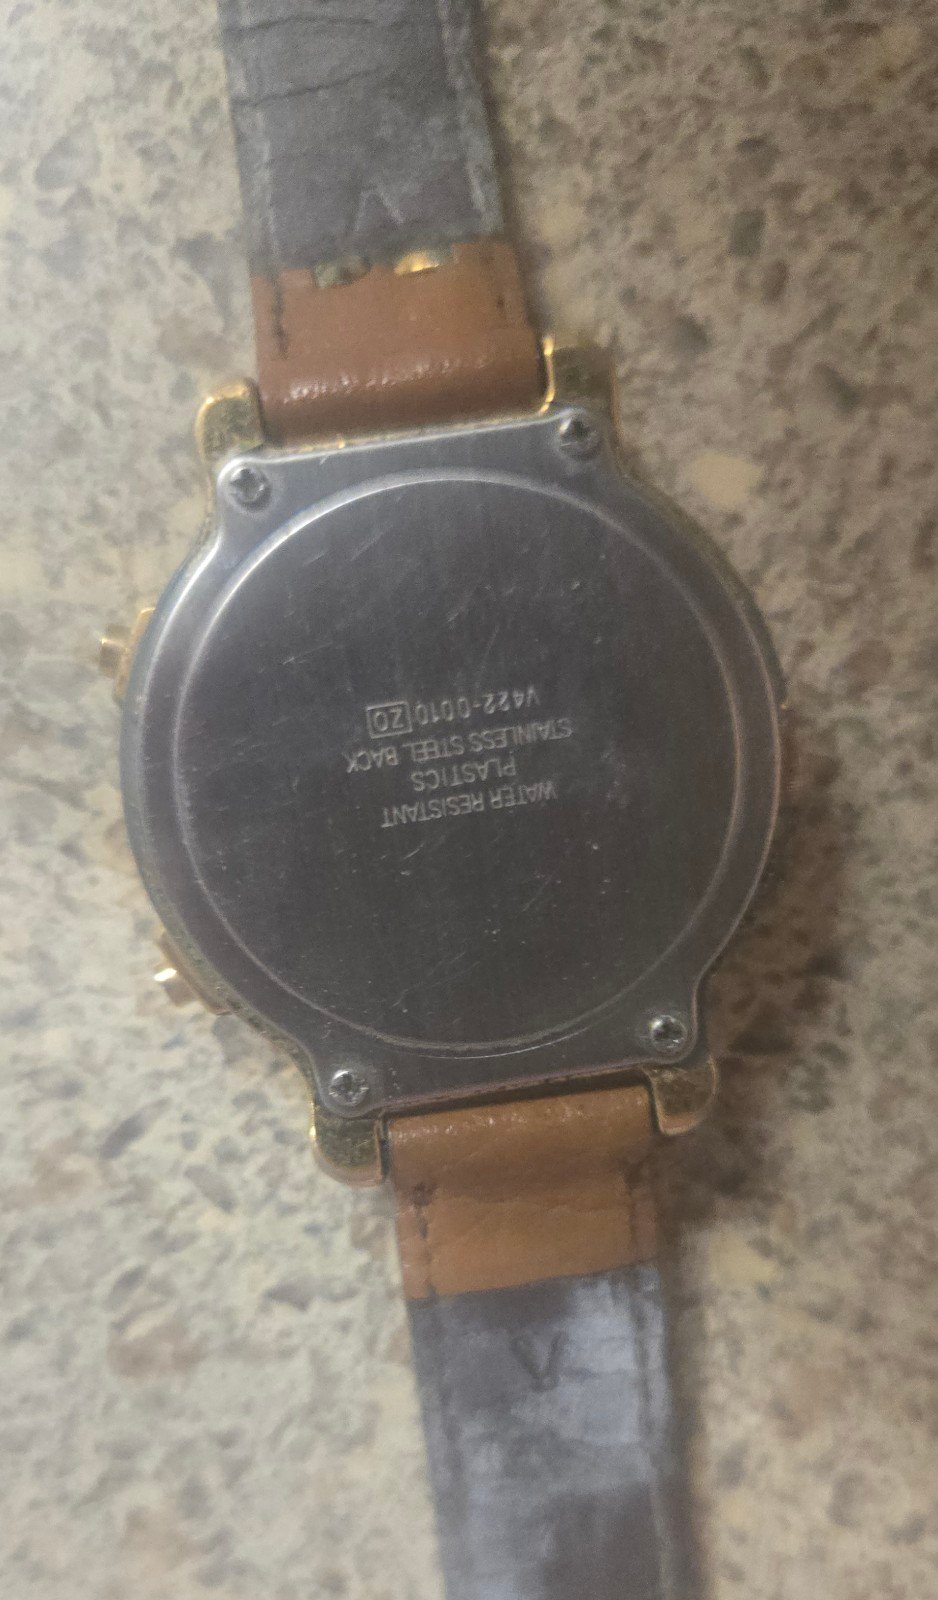 WATER RESISTANT
PLASTICS
STAINLESS STEEL BACK
V422-0010 ZO